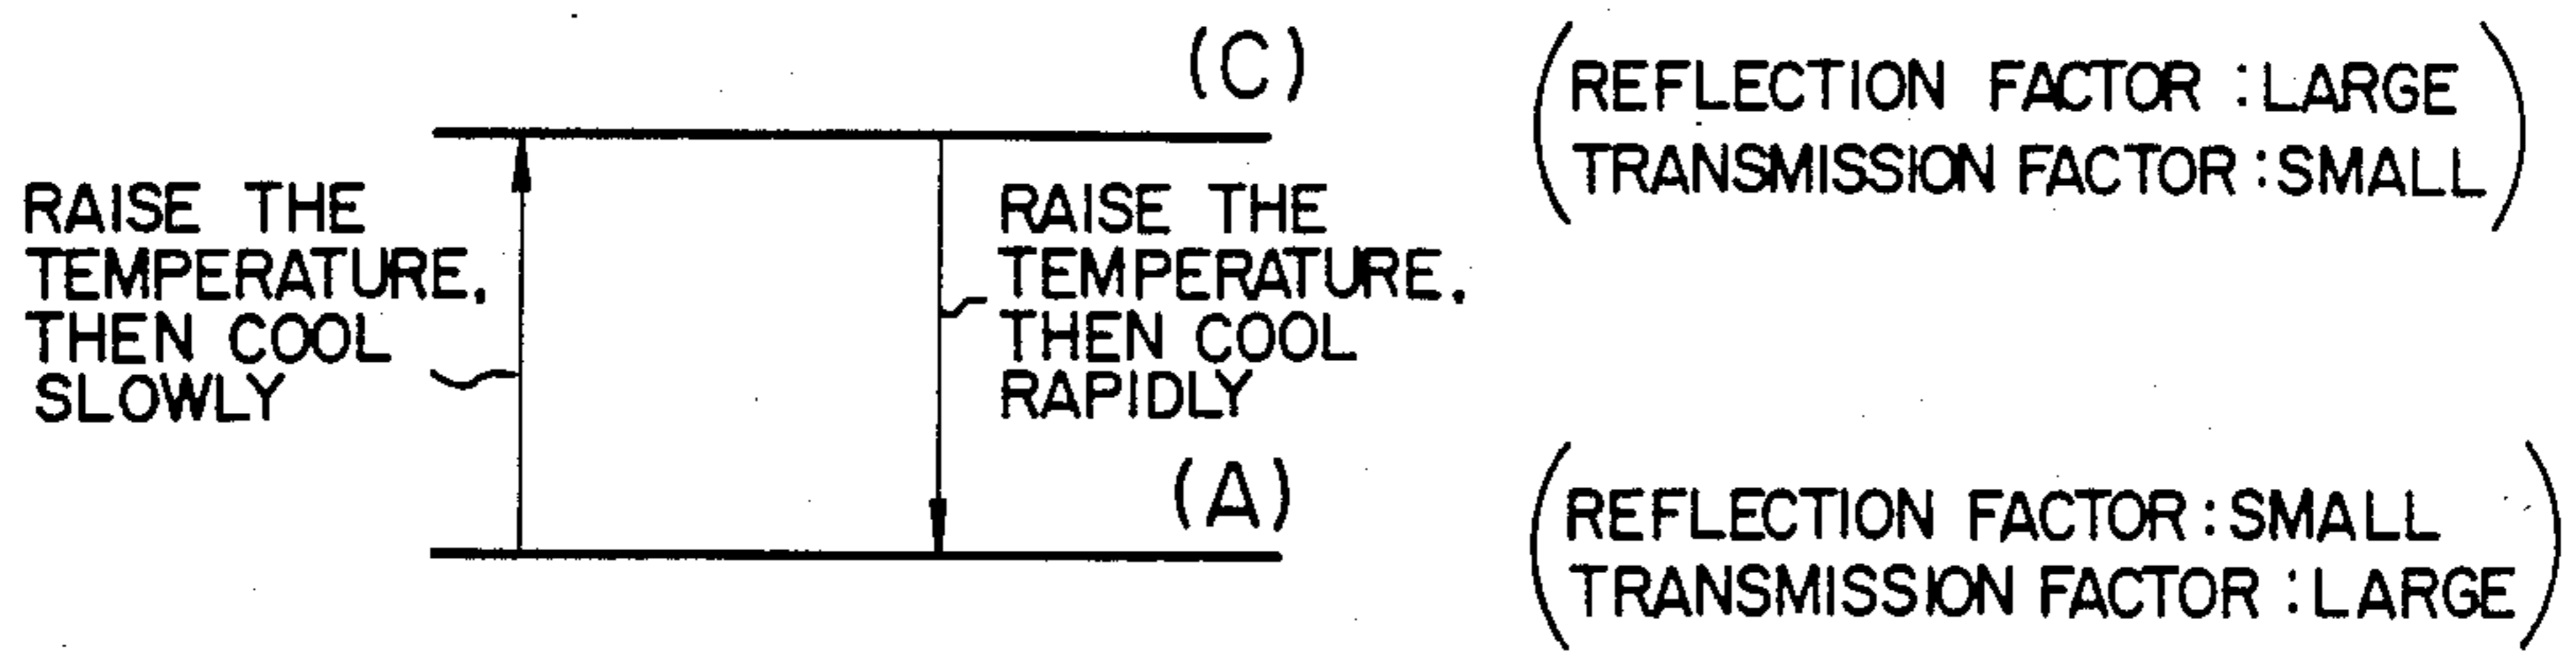 (C)
REFLECTION FACTOR : LARGE
TRANSMISSION FACTOR : SMALL
RAISE THE
TEMPERATURE,
THEN COOL
SLOWLY
RAISE THE
TEMPERATURE,
THEN COOL
RAPIDLY
(A)
REFLECTION FACTOR : SMALL
TRANSMISSION FACTOR : LARGE